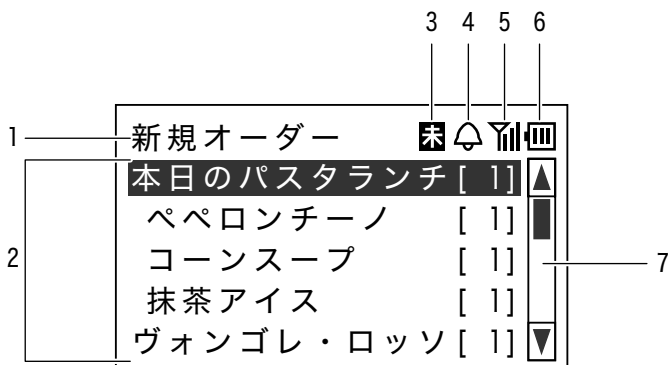 3 4 5 6
1 新規オーダー 未
本日のパスタランチ[ 1]
ペペロンチーノ [ 1]
2 コーンスープ [ 1] 7
抹茶アイス [ 1]
ヴォンゴレ・ロッソ[ 1]